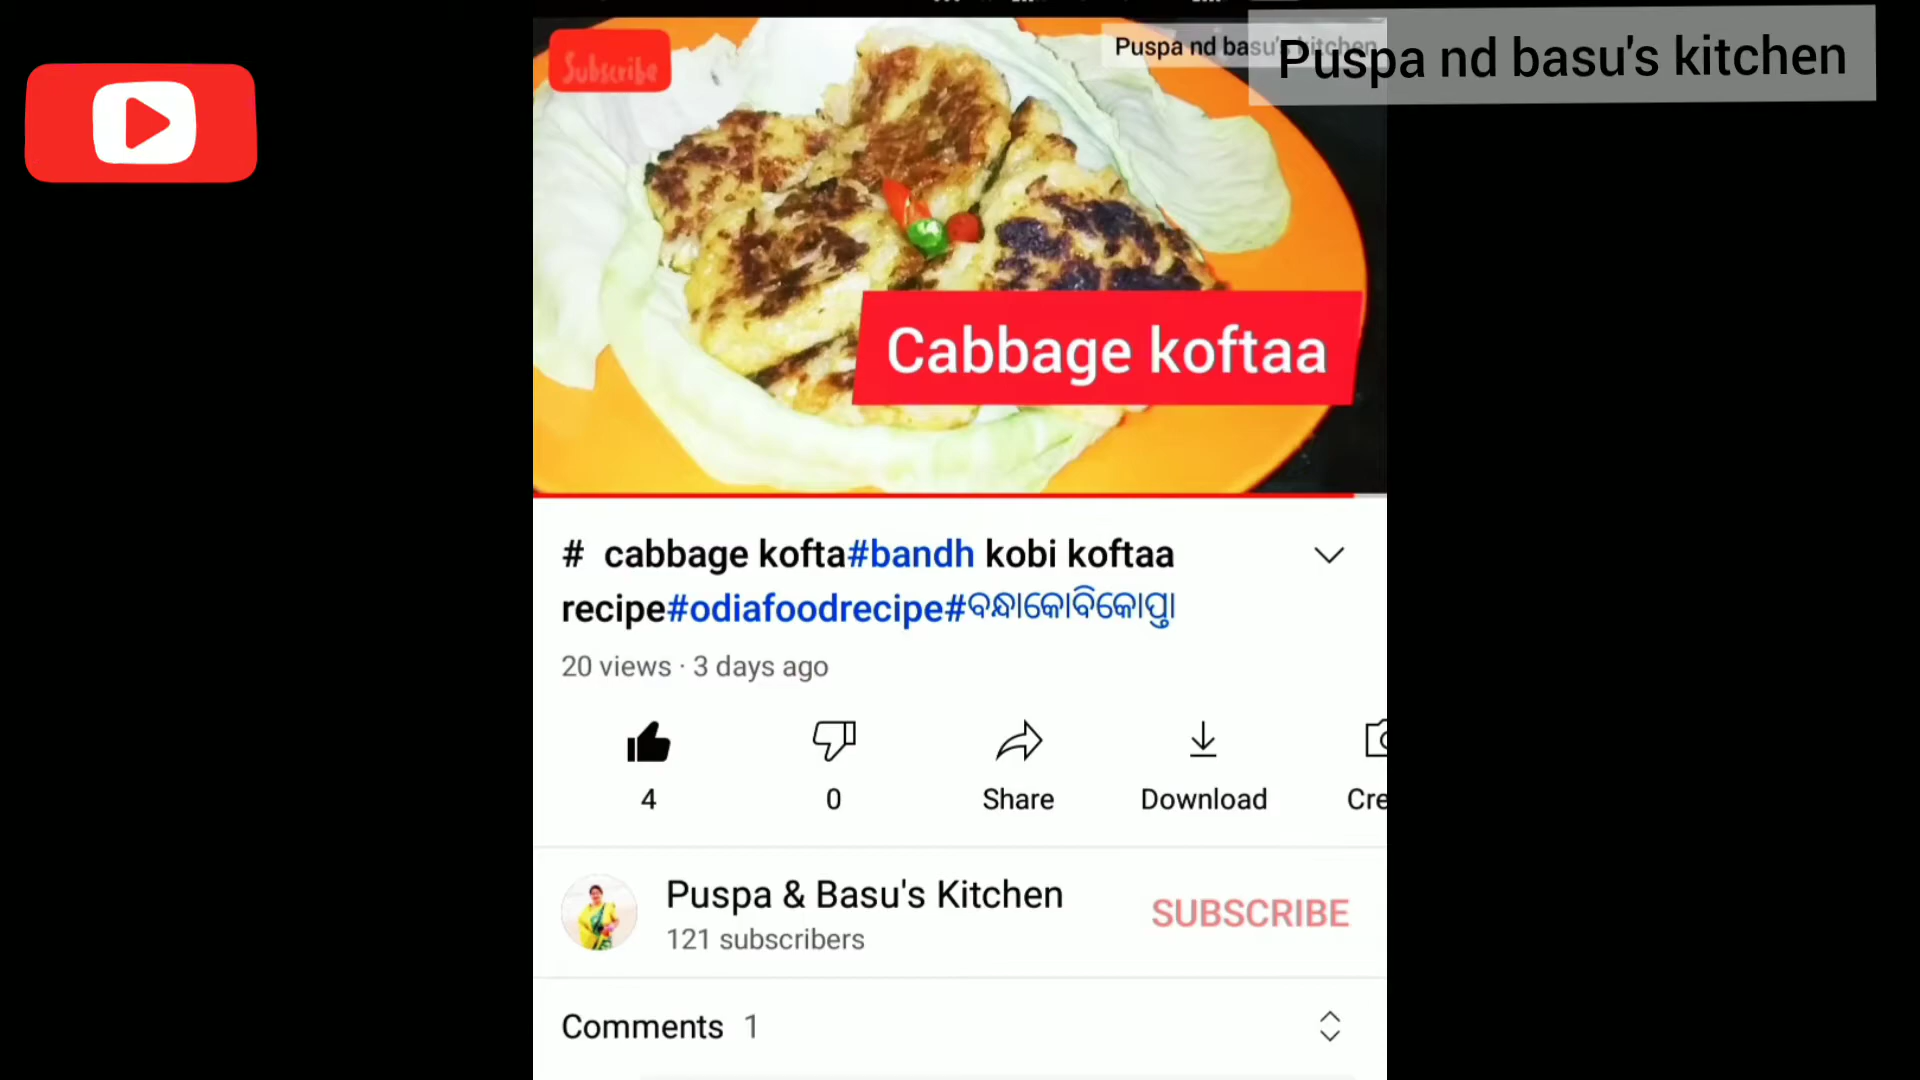 Subscribe
Puspa nd basu's kitchen
Puspa nd basu's kitchen
Cabbage koftaa
# cabbage kofta#bandh kobi koftaa
recipe#odiafoodrecipe#ବନ୍ଧାକୋବିକୋପ୍ତା
20 views · 3 days ago
4
0
Share
Download
Cre
Puspa & Basu's Kitchen
121 subscribers
SUBSCRIBE
Comments 1